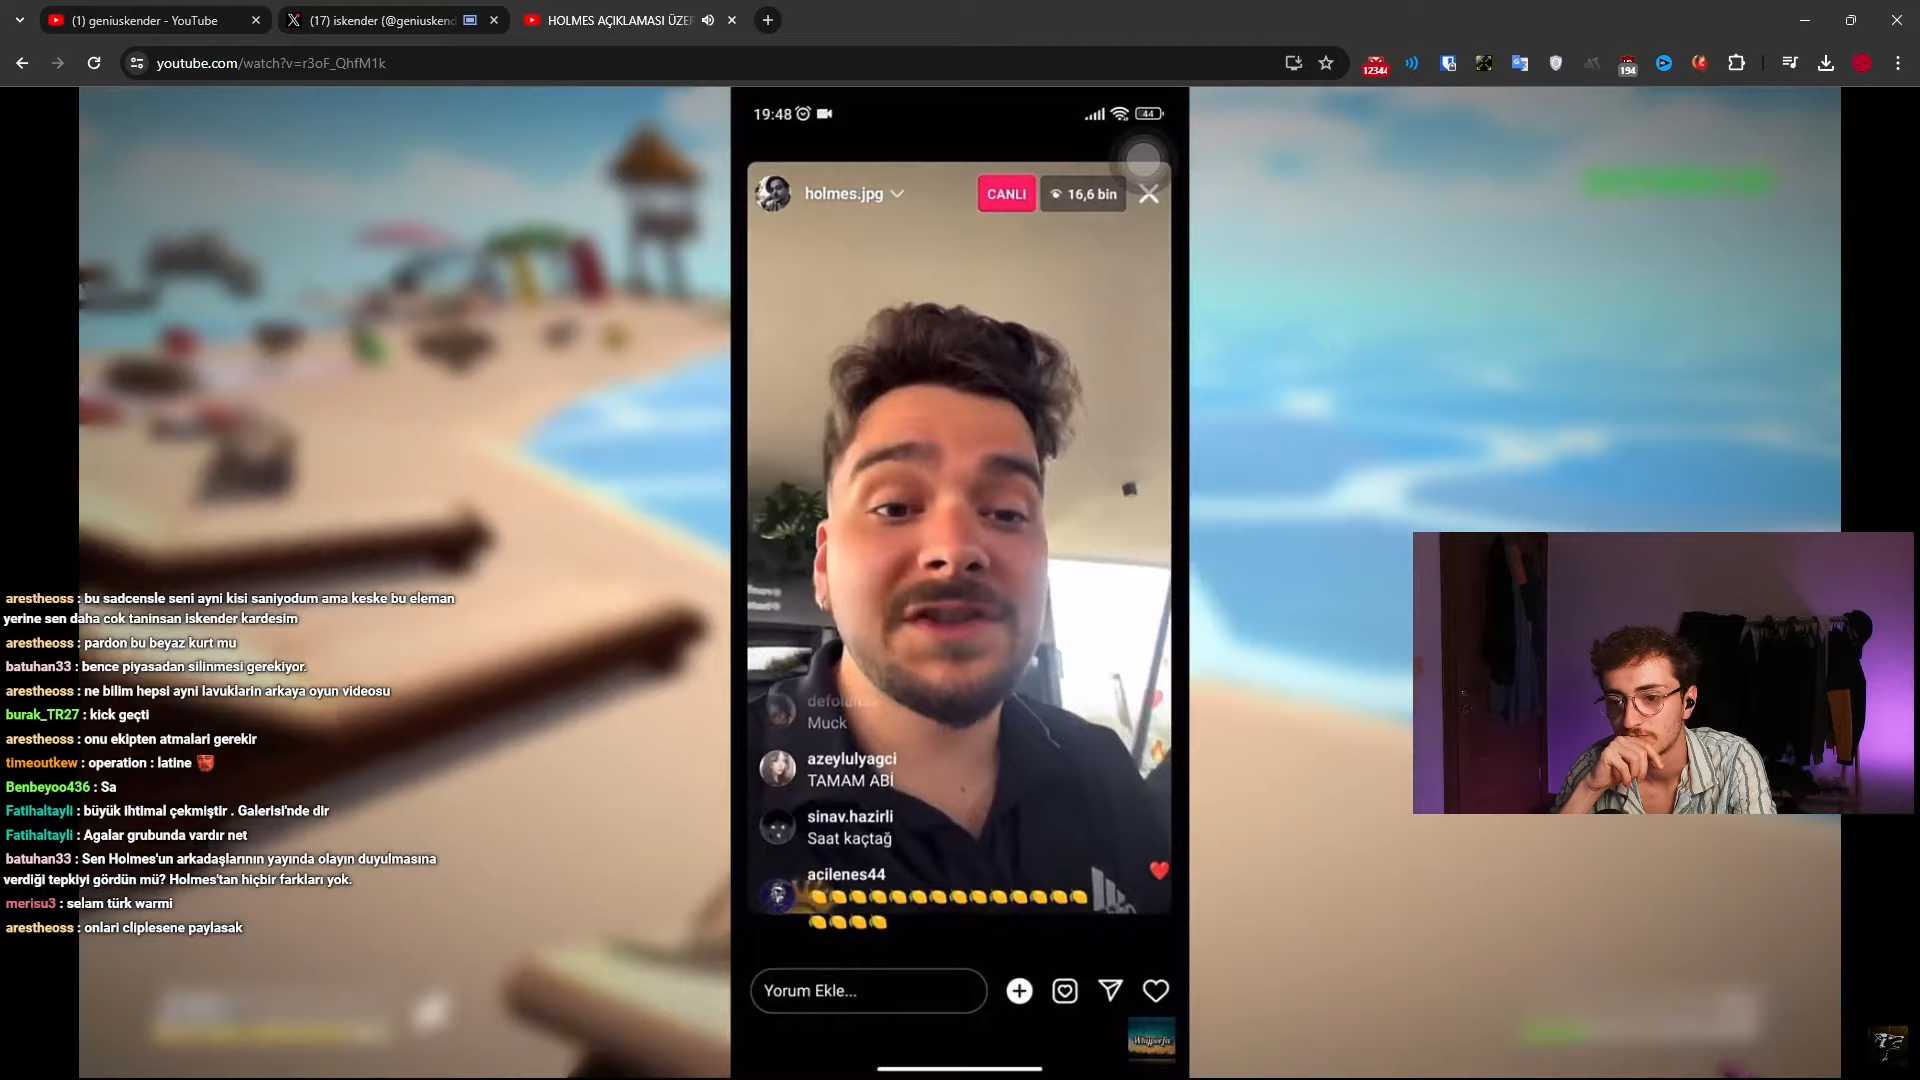 (1) geniuskender - YouTube
(17) iskender (@geniuskend
HOLMES AÇIKLAMASI ÜZER
youtube.com/watch?v=r3oF_QhfM1k
12344
194
19:48
44
holmes.jpg
CANLI
16,6 bin
Muck
azeylulyagci
TAMAM ABİ
sinav.hazirli
Saat kaçtağ
acilenes44
Yorum Ekle...
arestheoss : bu sadcensle seni ayni kisi saniyodum ama keske bu eleman
yerine sen daha cok taninsan iskender kardesim
arestheoss : pardon bu beyaz kurt mu
batuhan33 : bence piyasadan silinmesi gerekiyor.
arestheoss : ne bilim hepsi ayni lavuklarin arkaya oyun videosu
burak_TR27 : kick geçti
arestheoss : onu ekipten atmalari gerekir
timeoutkew : operation : latine
Benbeyoo436 : Sa
Fatihaltayli : büyük ihtimal çekmiştir . Galerisi'nde dir
Fatihaltayli : Agalar grubunda vardır net
batuhan33 : Sen Holmes'un arkadaşlarının yayında olayın duyulmasına
verdiği tepkiyi gördün mü? Holmes'tan hiçbir farkları yok.
merisu3 : selam türk warmi
arestheoss : onlari cliplesene paylasak